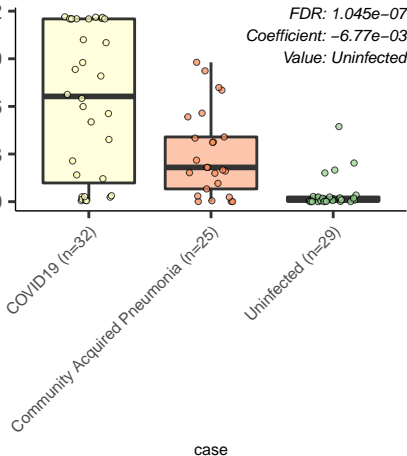 FDR: 1.045e−07
Coefficient: −6.77e−03
Value: Uninfected
COVID19 (n=32)
Community Acquired Pneumonia (n=25)
Uninfected (n=29)
case